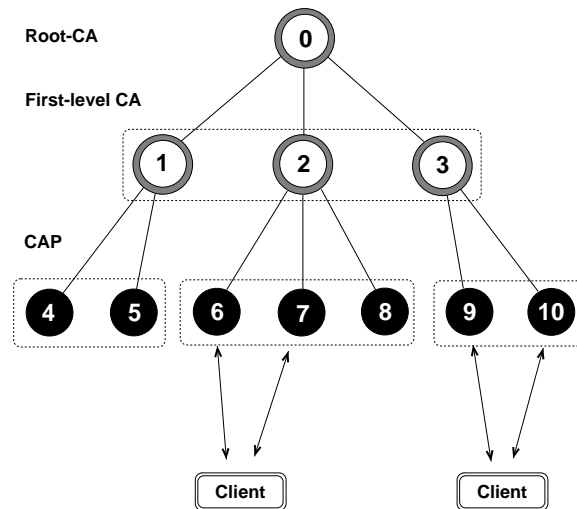 Root-CA
0
First-level CA
1 2 3
CAP
4 5 6 7 8 9 10
Client Client